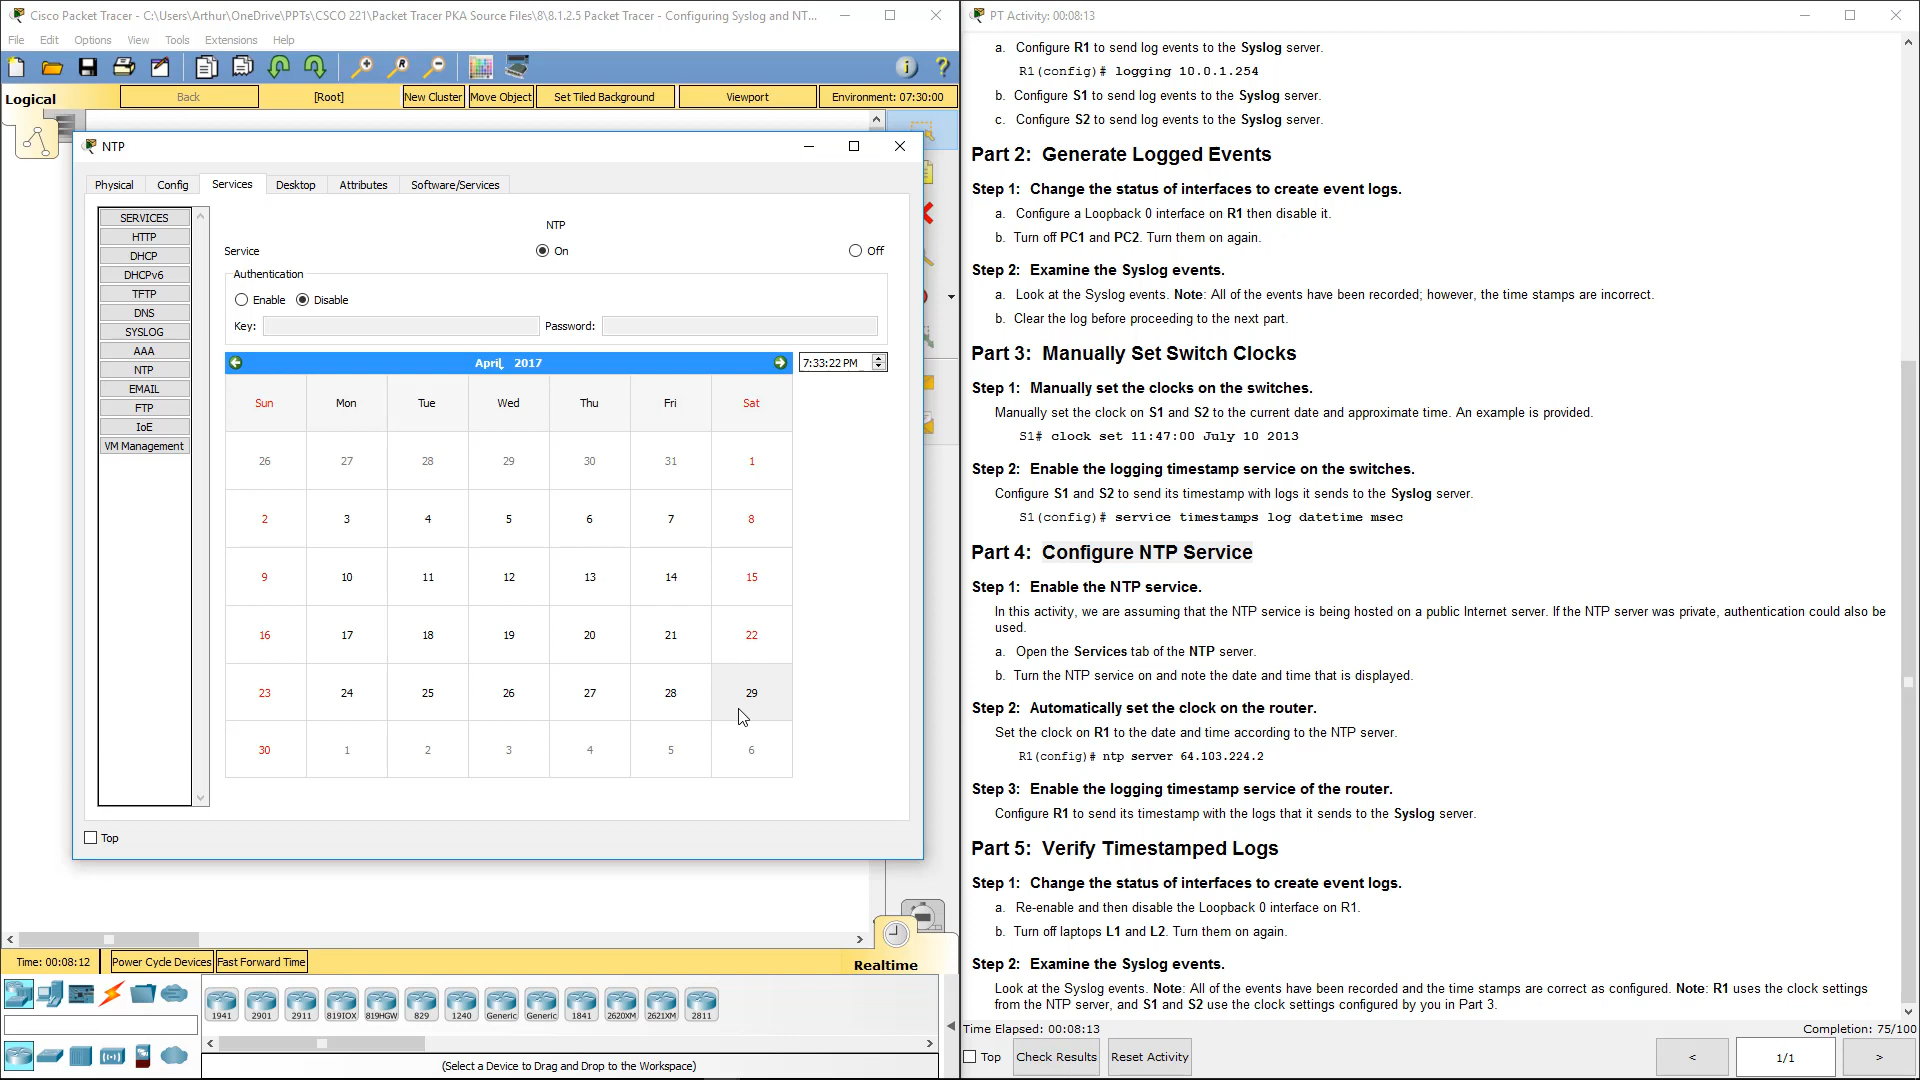 Cisco Packet Tracer - C:\Users\Arthur\OneDrive\PPTs\CSCO 221\Packet Tracer PKA Source Files\8\8.1.2.5 Packet Tracer - Configuring Syslog and NT...
File Edit Options View Tools Extensions Help
Logical
Back
[Root]
New Cluster
Move Object
Set Tiled Background
Viewport
Environment: 07:30:00
NTP
Physical Config Services Desktop Attributes Software/Services
SERVICES
HTTP
DHCP
DHCPv6
TFTP
DNS
SYSLOG
AAA
NTP
EMAIL
FTP
IoE
VM Management
NTP
Service On Off
Authentication
Enable Disable
Key: Password:
April, 2017 7:33:22 PM
Sun Mon Tue Wed Thu Fri Sat
26 27 28 29 30 31 1
2 3 4 5 6 7 8
9 10 11 12 13 14 15
16 17 18 19 20 21 22
23 24 25 26 27 28 29
30 1 2 3 4 5 6
Top
Realtime
Time: 00:08:12 Power Cycle Devices Fast Forward Time
1941 2901 2911 819IOX 819HGW 829 1240 Generic Generic 1841 2620XM 2621XM 2811
(Select a Device to Drag and Drop to the Workspace)
PT Activity: 00:08:13
a. Configure R1 to send log events to the Syslog server.
R1(config)# logging 10.0.1.254
b. Configure S1 to send log events to the Syslog server.
c. Configure S2 to send log events to the Syslog server.
Part 2: Generate Logged Events
Step 1: Change the status of interfaces to create event logs.
a. Configure a Loopback 0 interface on R1 then disable it.
b. Turn off PC1 and PC2. Turn them on again.
Step 2: Examine the Syslog events.
a. Look at the Syslog events. Note: All of the events have been recorded; however, the time stamps are incorrect.
b. Clear the log before proceeding to the next part.
Part 3: Manually Set Switch Clocks
Step 1: Manually set the clocks on the switches.
Manually set the clock on S1 and S2 to the current date and approximate time. An example is provided.
S1# clock set 11:47:00 July 10 2013
Step 2: Enable the logging timestamp service on the switches.
Configure S1 and S2 to send its timestamp with logs it sends to the Syslog server.
S1(config)# service timestamps log datetime msec
Part 4: Configure NTP Service
Step 1: Enable the NTP service.
In this activity, we are assuming that the NTP service is being hosted on a public Internet server. If the NTP server was private, authentication could also be
used.
a. Open the Services tab of the NTP server.
b. Turn the NTP service on and note the date and time that is displayed.
Step 2: Automatically set the clock on the router.
Set the clock on R1 to the date and time according to the NTP server.
R1(config)# ntp server 64.103.224.2
Step 3: Enable the logging timestamp service of the router.
Configure R1 to send its timestamp with the logs that it sends to the Syslog server.
Part 5: Verify Timestamped Logs
Step 1: Change the status of interfaces to create event logs.
a. Re-enable and then disable the Loopback 0 interface on R1.
b. Turn off laptops L1 and L2. Turn them on again.
Step 2: Examine the Syslog events.
Look at the Syslog events. Note: All of the events have been recorded and the time stamps are correct as configured. Note: R1 uses the clock settings
from the NTP server, and S1 and S2 use the clock settings configured by you in Part 3.
Time Elapsed: 00:08:13 Completion: 75/100
Top Check Results Reset Activity < 1/1 >